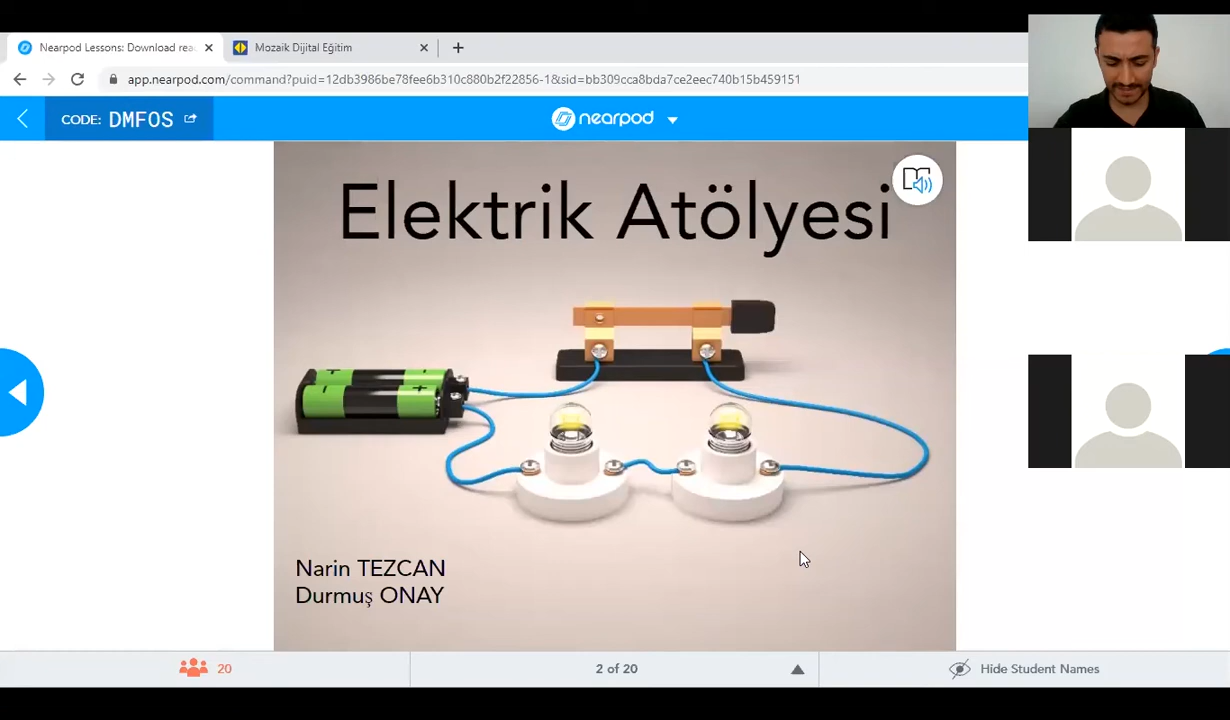 Nearpod Lessons: Download rea
Mozaik Dijital Eğitim
app.nearpod.com/command?puid=12db3986be78fee6b310c880b2f22856-1&sid=bb309cca8bda7ce2eec740b15b459151
CODE: DMFOS
nearpod
Elektrik Atölyesi
Narin TEZCAN
Durmuş ONAY
20
2 of 20
Hide Student Names